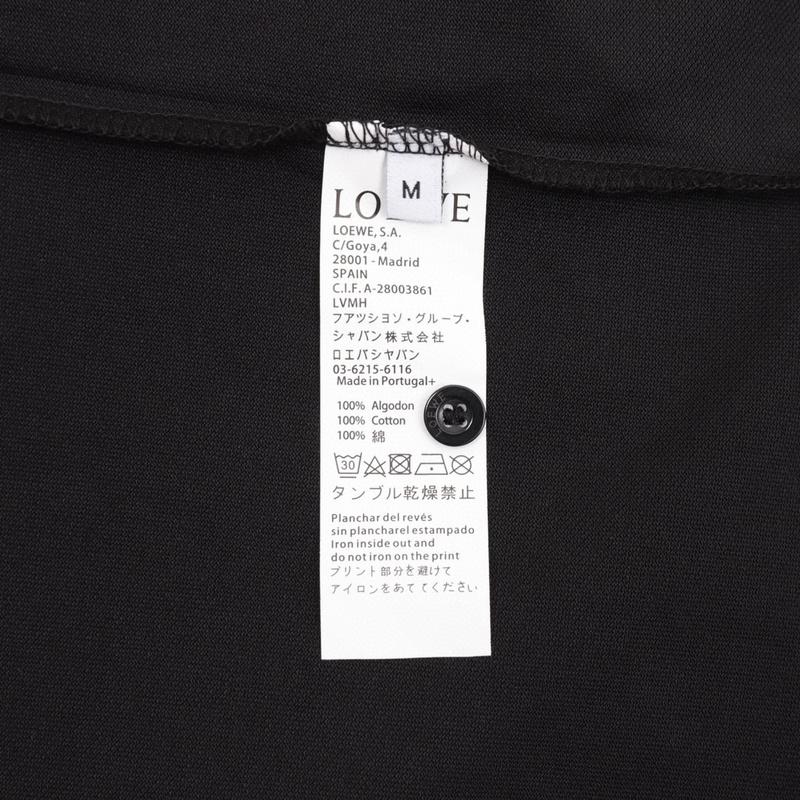 M
LOEWE
LOEWE, S.A.
C/Goya,4
28001 - Madrid
SPAIN
C.I.F. A-28003861
LVMH
フアツシヨソ・グループ・
シャパン株式会社
ロエバシヤパン
03-6215-6116
Made in Portugal+
100% Algodon
100% Cotton
100% 綿
LOEWE
30
タンブル乾燥禁止
Planchar del revés
sin plancharel estampado
Iron inside out and
do not iron on the print
プリント部分を避けて
アイロンをあててください